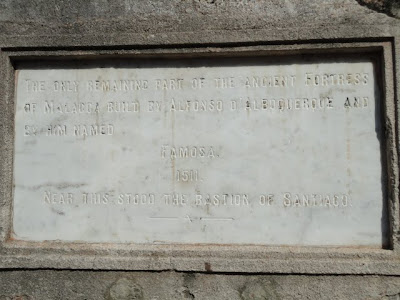 THE ONLY REMAINING PART OF THE ANCIENT FORTRESS
OF MALACCA BUILT BY ALFONSO D'ALBUQUERQUE AND
BY HIM NAMED
FAMOSA
1511
NEAR THIS STOOD THE BASTION OF SANTIAGO